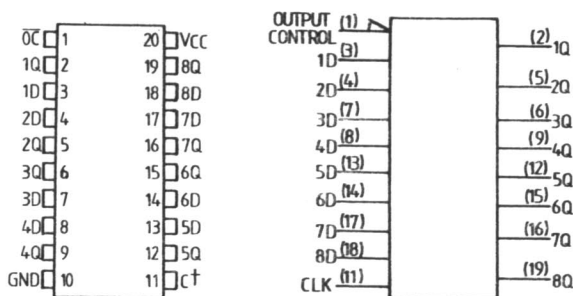 OC 1 20 VCC
1Q 2 19 8Q
1D 3 18 8D
2D 4 17 7D
2Q 5 16 7Q
3Q 6 15 6Q
3D 7 14 6D
4D 8 13 5D
4Q 9 12 5Q
GND 10 11 C†
OUTPUT (1)
CONTROL
1D (3)
2D (4)
3D (7)
4D (8)
5D (13)
6D (14)
7D (17)
8D (18)
CLK (11)
(2) 1Q
(5) 2Q
(6) 3Q
(9) 4Q
(12) 5Q
(15) 6Q
(16) 7Q
(19) 8Q